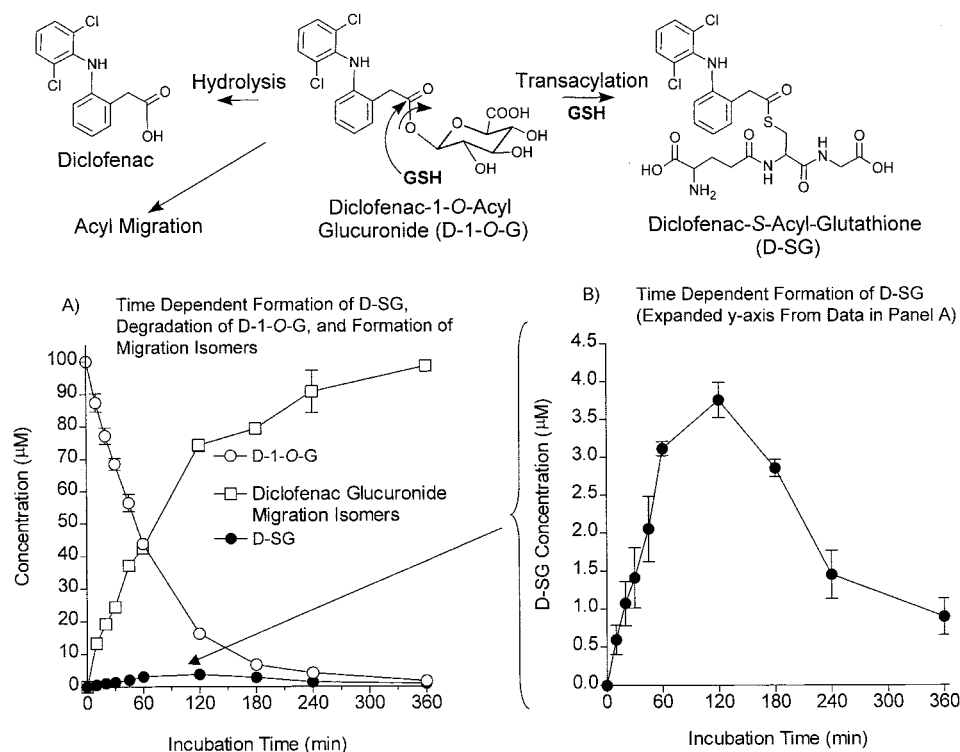 Cl
NH
Cl
O
OH
Diclofenac
Hydrolysis
Acyl Migration
Cl
NH
Cl
O
O
COOH
O
OH
HO
OH
GSH
Diclofenac-1-O-Acyl
Glucuronide (D-1-O-G)
Transacylation
GSH
Cl
NH
Cl
O
S
O
HO
NH2
O
N
H
H
N
O
O
OH
Diclofenac-S-Acyl-Glutathione
(D-SG)
A) Time Dependent Formation of D-SG,
Degradation of D-1-O-G, and Formation of
Migration Isomers
Concentration (µM)
100
90
80
70
60
50
40
30
20
10
0
D-1-O-G
Diclofenac Glucuronide
Migration Isomers
D-SG
0 60 120 180 240 300 360
Incubation Time (min)
B) Time Dependent Formation of D-SG
(Expanded y-axis From Data in Panel A)
D-SG Concentration (µM)
4.5
4.0
3.5
3.0
2.5
2.0
1.5
1.0
0.5
0.0
0 60 120 180 240 300 360
Incubation Time (min)